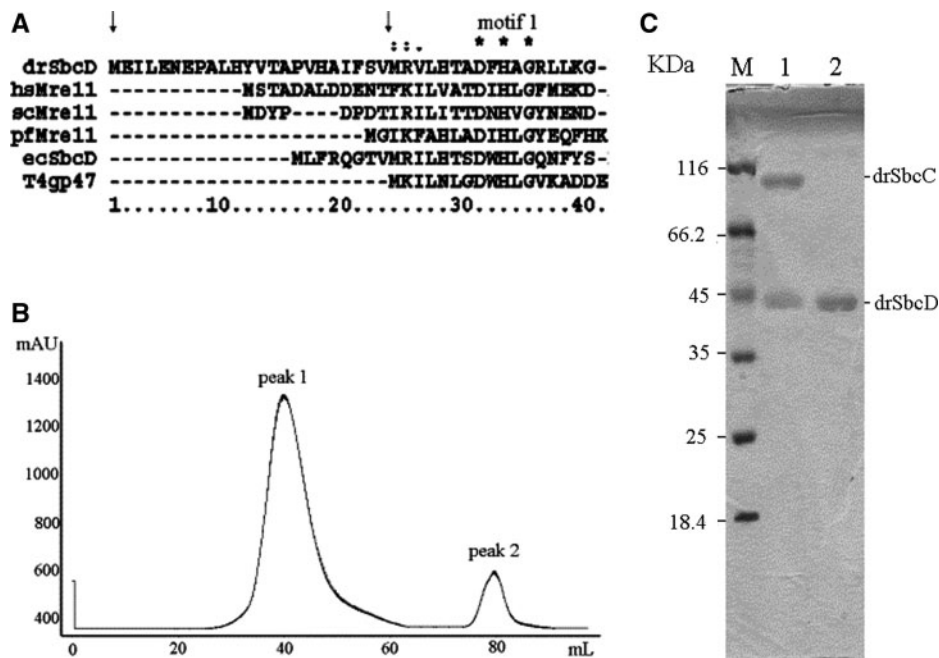 A
↓ ↓ motif 1
::. * * *
drSbcD MEILENEPALHYVTAPVHAIFSVMRVLHTADFHAGRLLKG-
hsMre11 -----------MSTADALDDENTFKILVATDIHLGFMEKD-
scMre11 -----------MDYP----DPDTIRILITTDNHVGYNEND-
pfMre11 ---------------------MGIKFAHLADIHLGYEQFHK
ecSbcD ---------------MLFRQGTVMRILHTSDWHLGQNFYS-
T4gp47 -----------------------MKILNLGDWHLGVKADDE
1.......10........20........30........40.
B
mAU
1400
1200
1000
800
600
400
peak 1
peak 2
0 20 40 60 80 mL
C
KDa M 1 2
116
66.2
45
35
25
18.4
drSbcC
drSbcD